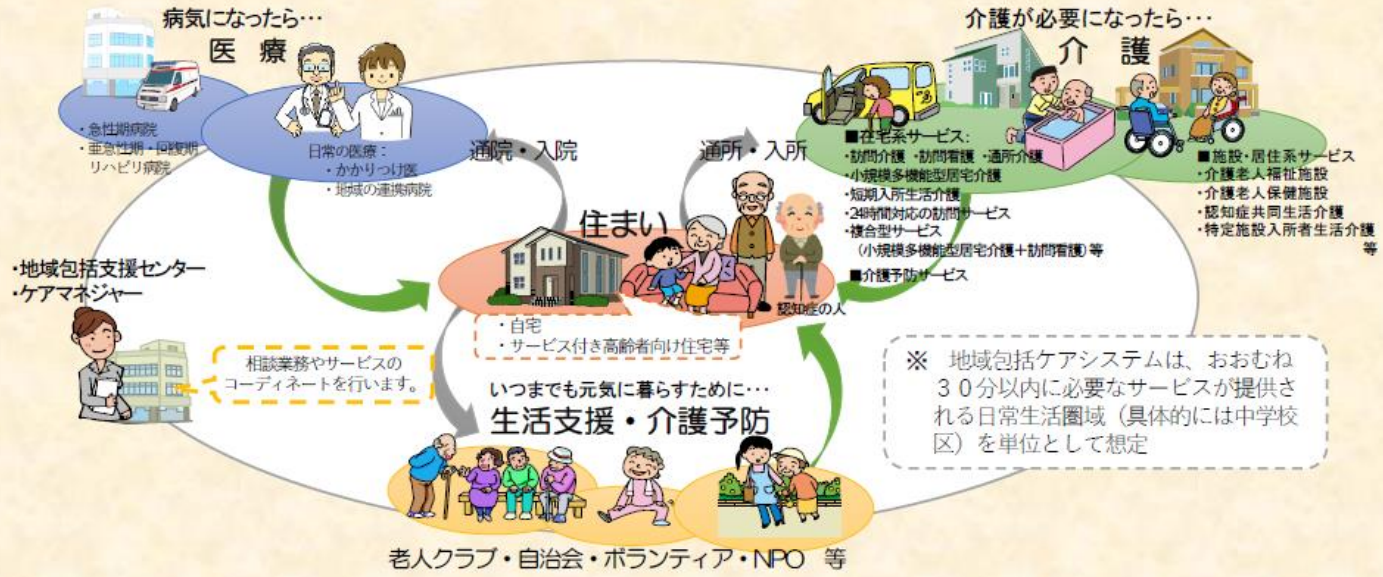 病気になったら･･･
医 療
・急性期病院
・亜急性期・回復期
リハビリ病院
日常の医療：
・かかりつけ医
・地域の連携病院
通院・入院
介護が必要になったら･･･
介 護
通所・入所
■在宅系サービス：
・訪問介護 ・訪問看護 ・通所介護
・小規模多機能型居宅介護
・短期入所生活介護
・24時間対応の訪問サービス
・複合型サービス
（小規模多機能型居宅介護＋訪問看護）等
■介護予防サービス
■施設・居住系サービス
・介護老人福祉施設
・介護老人保健施設
・認知症共同生活介護
・特定施設入所者生活介護
等
住まい
認知症の人
・自宅
・サービス付き高齢者向け住宅等
・地域包括支援センター
・ケアマネジャー
相談業務やサービスの
コーディネートを行います。
いつまでも元気に暮らすために･･･
生活支援・介護予防
老人クラブ・自治会・ボランティア・NPO 等
※ 地域包括ケアシステムは、おおむね
３０分以内に必要なサービスが提供さ
れる日常生活圏域（具体的には中学校
区）を単位として想定